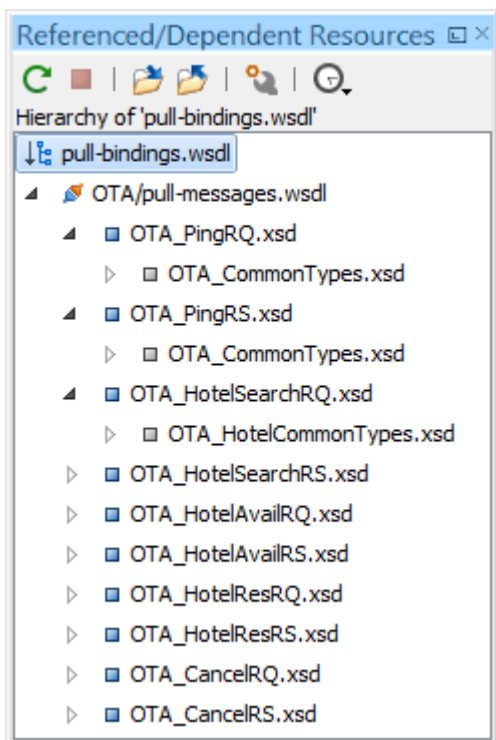 Referenced/Dependent Resources
Hierarchy of 'pull-bindings.wsdl'
pull-bindings.wsdl
OTA/pull-messages.wsdl
OTA_PingRQ.xsd
OTA_CommonTypes.xsd
OTA_PingRS.xsd
OTA_CommonTypes.xsd
OTA_HotelSearchRQ.xsd
OTA_HotelCommonTypes.xsd
OTA_HotelSearchRS.xsd
OTA_HotelAvailRQ.xsd
OTA_HotelAvailRS.xsd
OTA_HotelResRQ.xsd
OTA_HotelResRS.xsd
OTA_CancelRQ.xsd
OTA_CancelRS.xsd